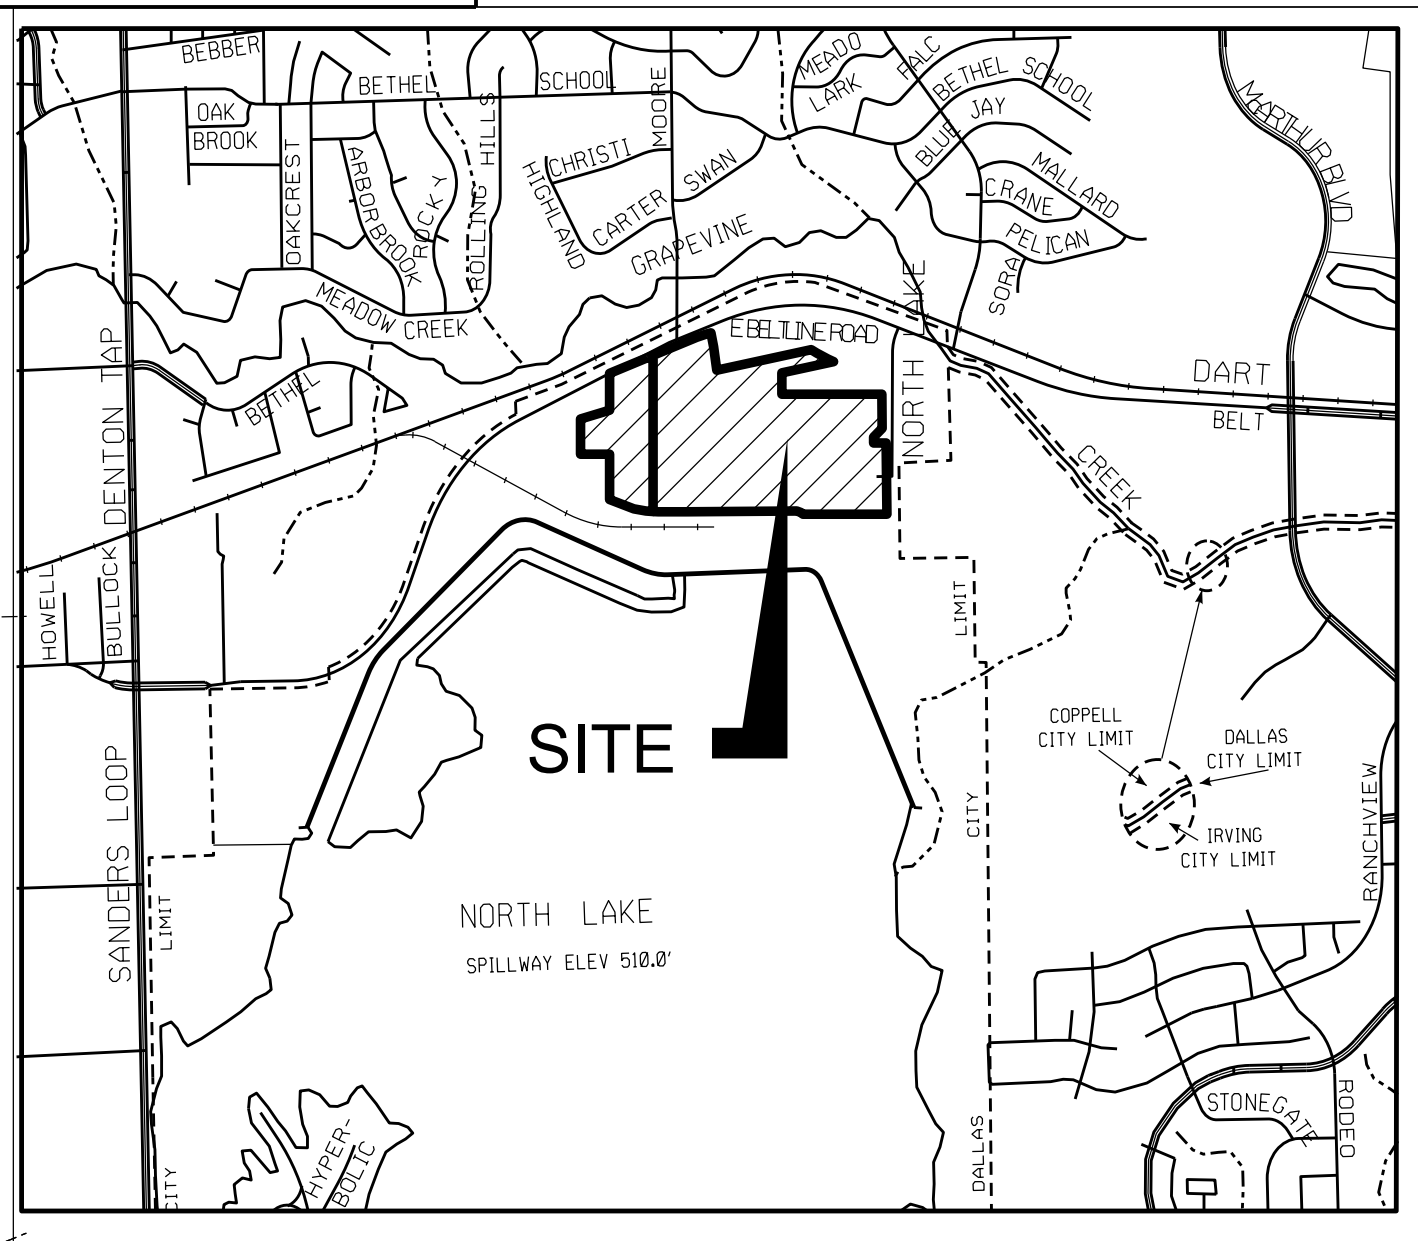 BEBBER
BETHEL
SCHOOL
MOORE
MEADO
LARK
FALC
BETHEL
SCHOOL
BLUE JAY
OAK
BROOK
OAKCREST
ARBORBROOK
ROCKY
ROLLING HILLS
HIGHLAND
CHRISTI
CARTER
SWAN
GRAPEVINE
CRANE
MALLARD
PELICAN
SORA
MEADOW CREEK
E BELTLINE ROAD
NORTH LAKE
DART
BELT
CREEK
BETHEL
DENTON TAP
HOWELL
BULLOCK
LIMIT
SITE
COPPELL
CITY LIMIT
DALLAS
CITY LIMIT
IRVING
CITY LIMIT
RANCHVIEW
SANDERS LOOP
LIMIT
CITY
NORTH LAKE
SPILLWAY ELEV 510.0'
STONEGATE
RODEO
DALLAS
HYPER-
BOLIC
CITY